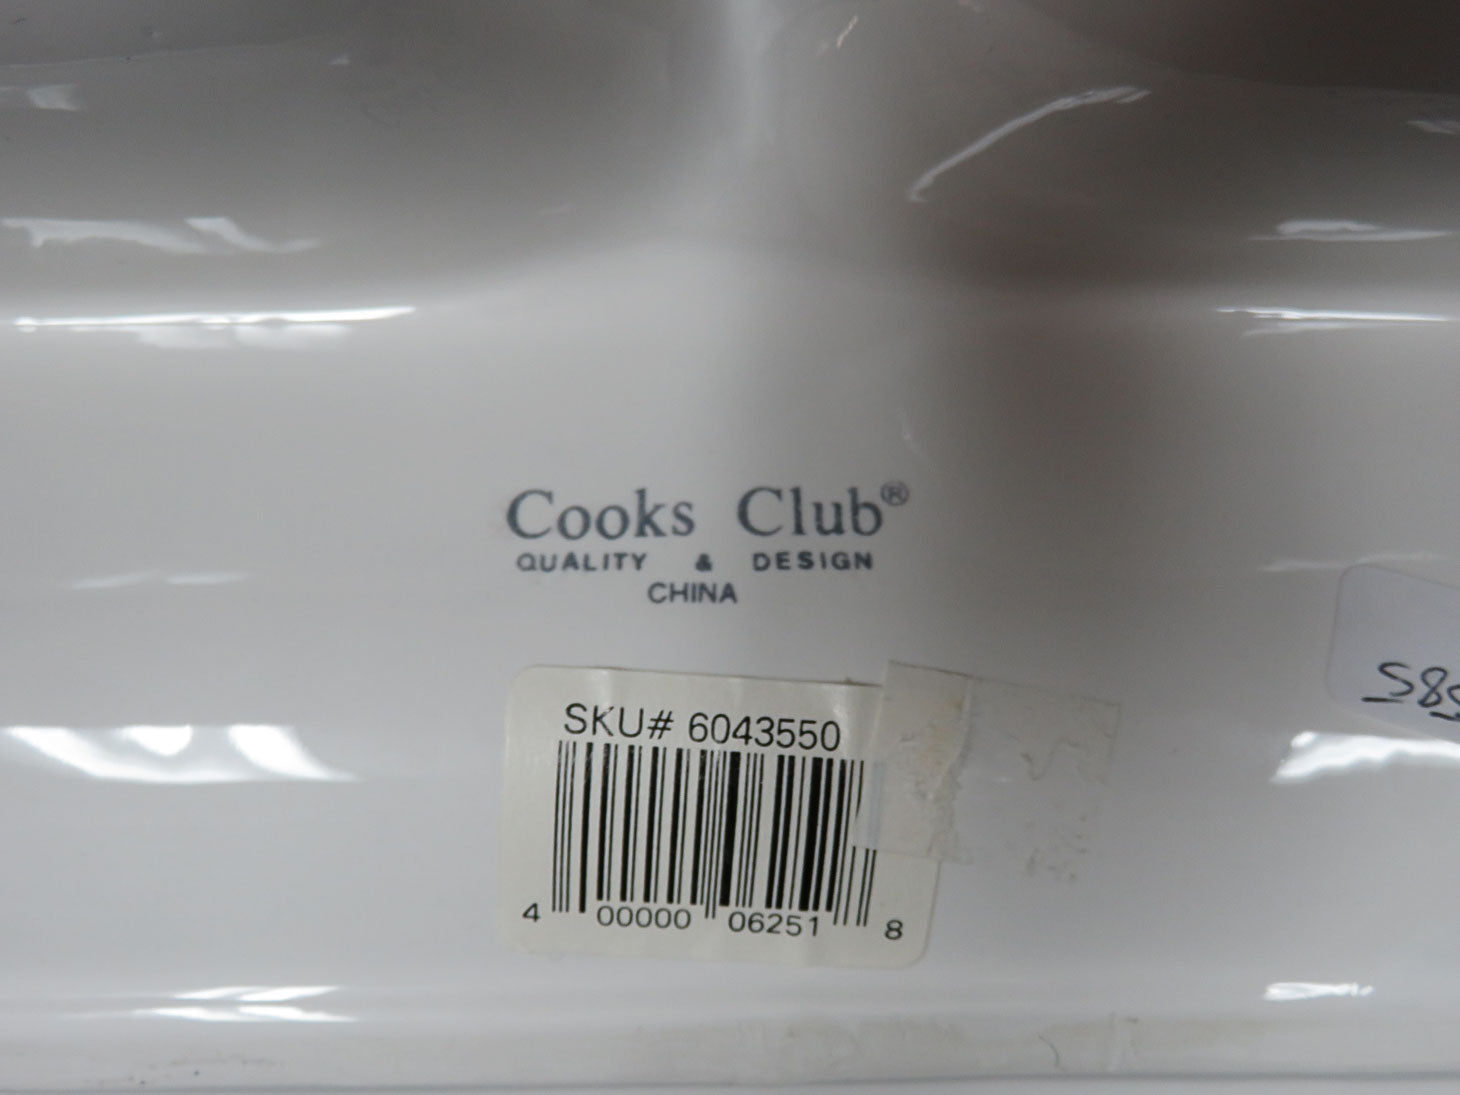 Cooks Club®
QUALITY & DESIGN
CHINA
SKU# 6043550
4 00000 06251 8